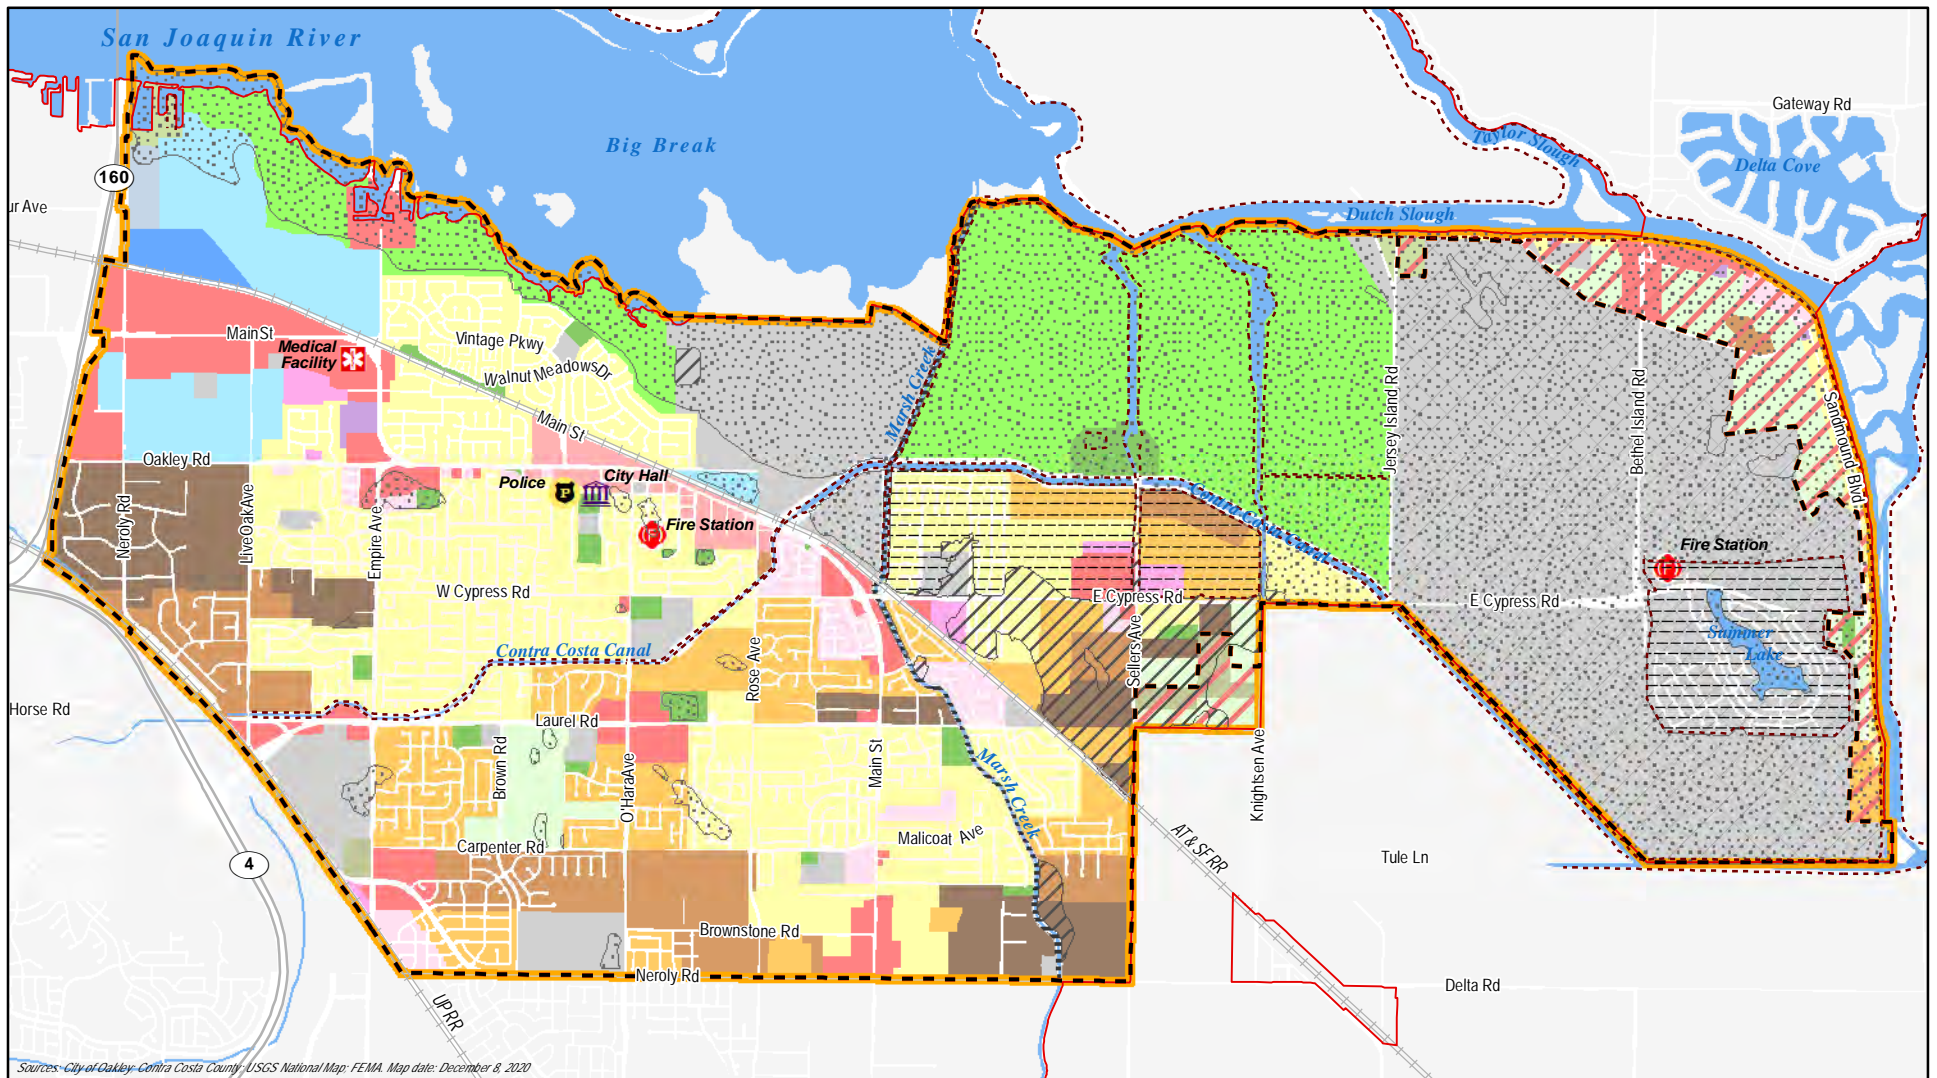 San Joaquin River
Gateway Rd
Taylor Slough
Big Break
Delta Cove
160
ur Ave
Dutch Slough
Main St
Vintage Pkwy
Medical
Facility
Walnut Meadows Dr
Marsh Creek
Jersey Island Rd
Bethel Island Rd
Sandmound Blvd
Main St
Oakley Rd
City Hall
Police
P
Contra Costa Canal
Neroly Rd
Live Oak Ave
Empire Ave
Fire Station
F
Fire Station
F
W Cypress Rd
E Cypress Rd
E Cypress Rd
Summer
Lake
Contra Costa Canal
Rose Ave
Sellers Ave
Horse Rd
Laurel Rd
Brown Rd
O'Hara Ave
Main St
Marsh Creek
Knightsen Ave
Malicoat Ave
Carpenter Rd
4
AT & SF RR
Tule Ln
Brownstone Rd
Neroly Rd
Delta Rd
UP RR
Sources: City of Oakley; Contra Costa County; USGS National Map; FEMA. Map date: December 8, 2020